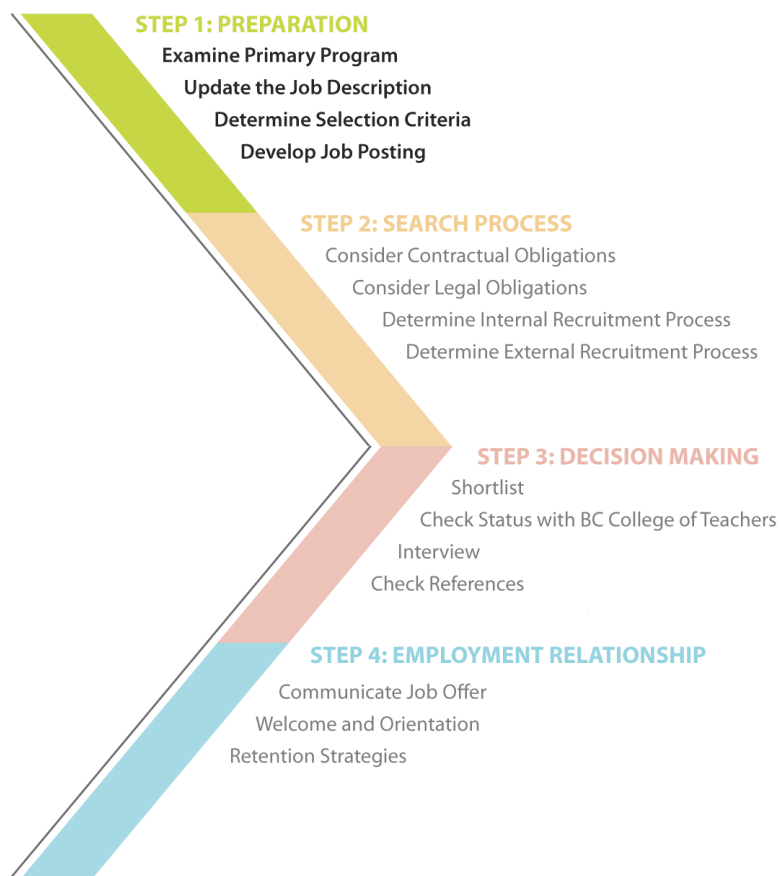 STEP 1: PREPARATION
Examine Primary Program
Update the Job Description
Determine Selection Criteria
Develop Job Posting
STEP 2: SEARCH PROCESS
Consider Contractual Obligations
Consider Legal Obligations
Determine Internal Recruitment Process
Determine External Recruitment Process
STEP 3: DECISION MAKING
Shortlist
Check Status with BC College of Teachers
Interview
Check References
STEP 4: EMPLOYMENT RELATIONSHIP
Communicate Job Offer
Welcome and Orientation
Retention Strategies